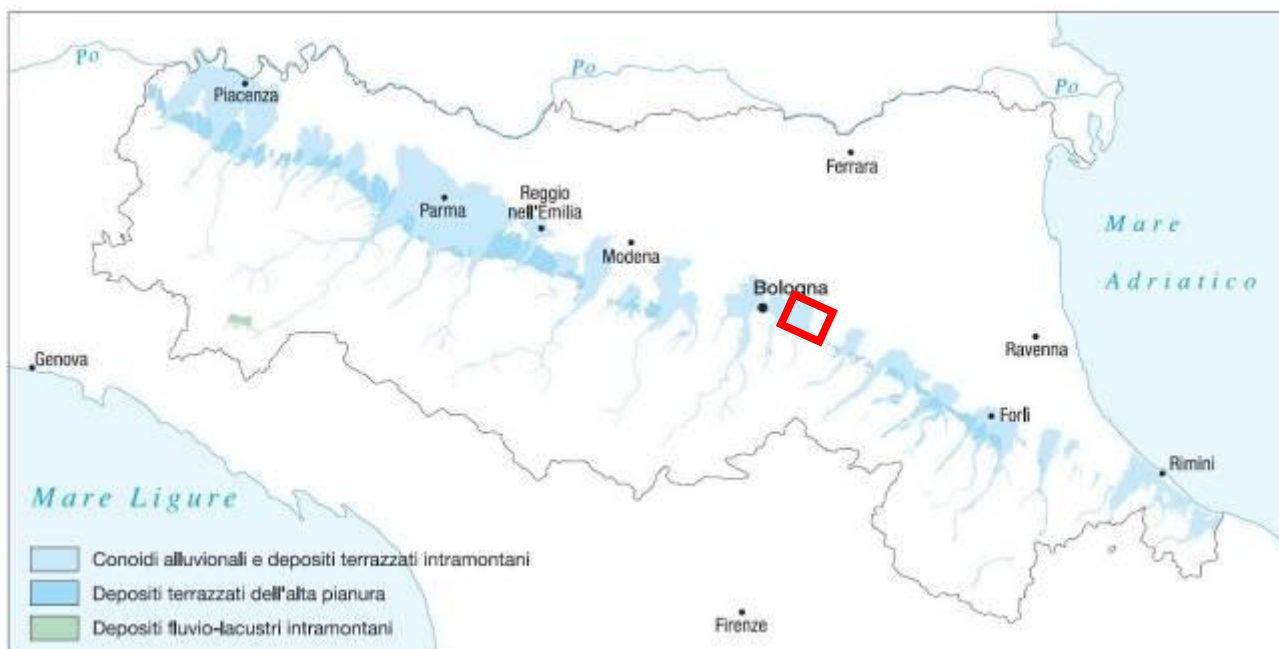 Po
Po
Po
Piacenza
Ferrara
Parma
Reggio
nell'Emilia
Modena
Mare
Adriatico
Bologna
Ravenna
Genova
Forlì
Rimini
Mare Ligure
Conoidi alluvionali e depositi terrazzati intramontani
Depositi terrazzati dell'alta pianura
Depositi fluvio-lacustri intramontani
Firenze